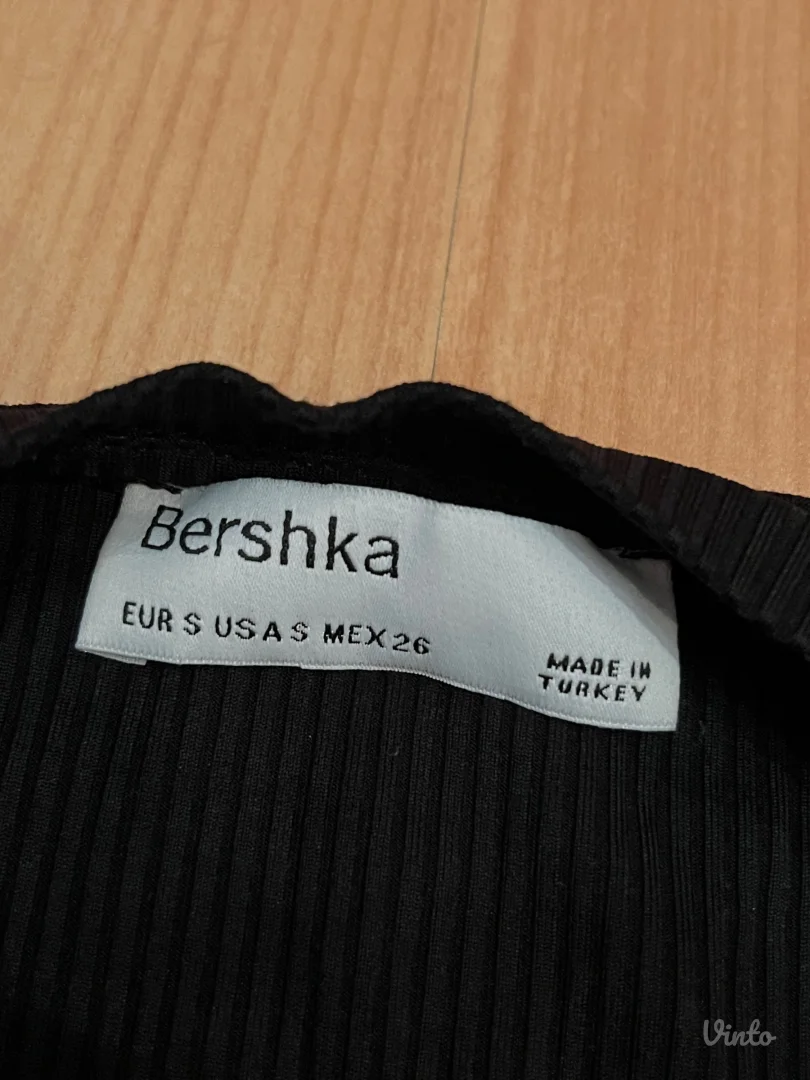 Bershka
EUR S USA S MEX 26
MADE IN
TURKEY
Vinto